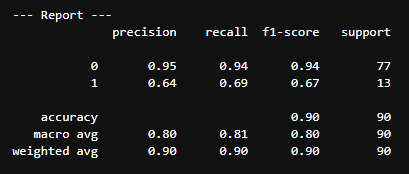 --- Report ---
precision recall f1-score support
0 0.95 0.94 0.94 77
1 0.64 0.69 0.67 13
accuracy 0.90 90
macro avg 0.80 0.81 0.80 90
weighted avg 0.90 0.90 0.90 90